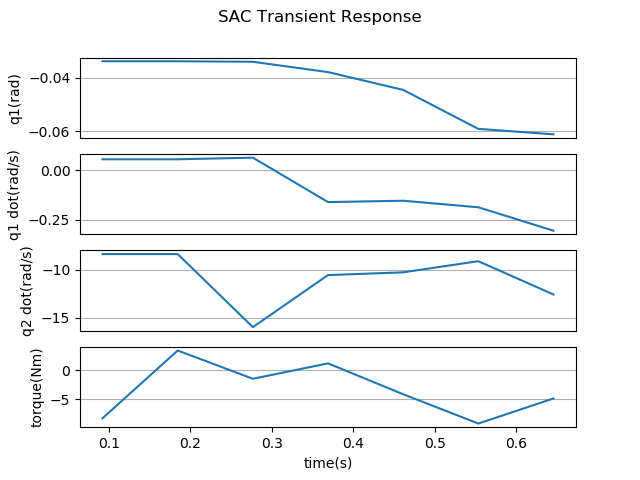 SAC Transient Response
q1(rad)
−0.04
−0.06
q1 dot(rad/s)
0.00
−0.25
q2 dot(rad/s)
−10
−15
torque(Nm)
0
−5
0.1 0.2 0.3 0.4 0.5 0.6
time(s)